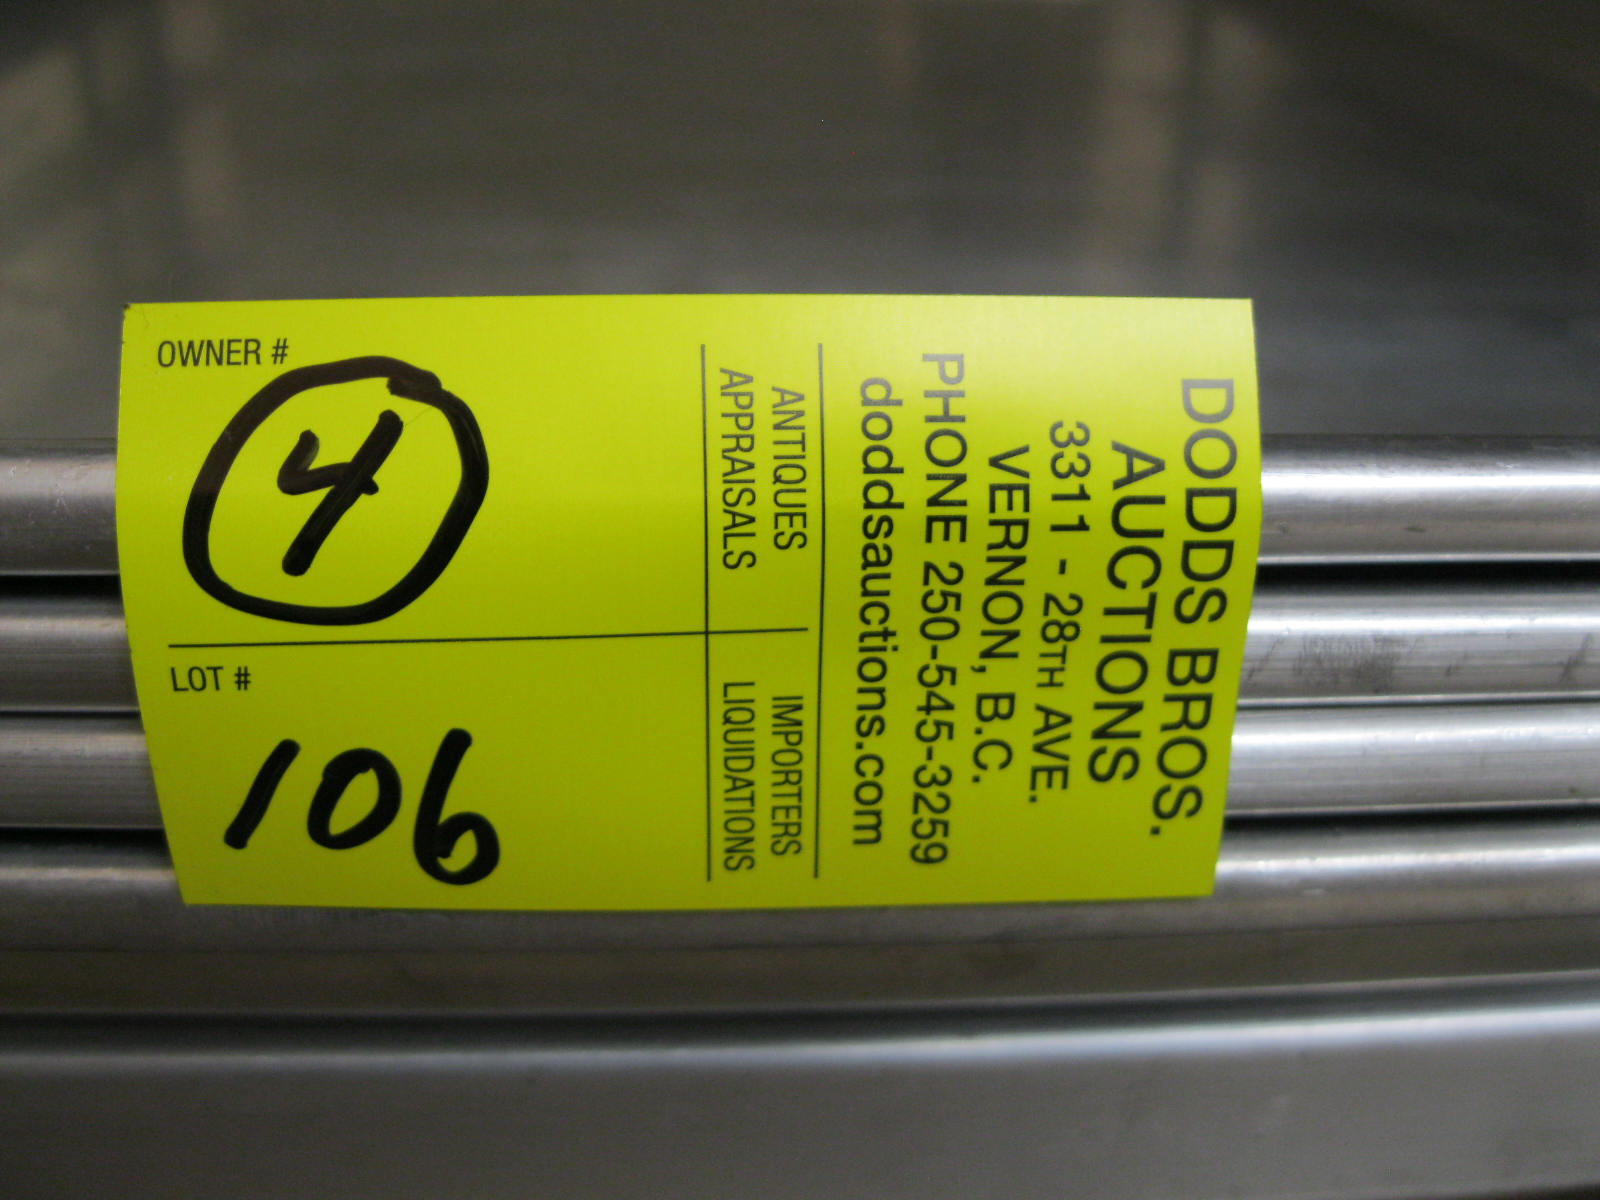 DODDS BROS.
AUCTIONS
3311 - 28TH AVE.
VERNON, B.C.
PHONE 250-545-3259
doddsauctions.com
ANTIQUES
APPRAISALS
IMPORTERS
LIQUIDATIONS
OWNER #
4
LOT #
106